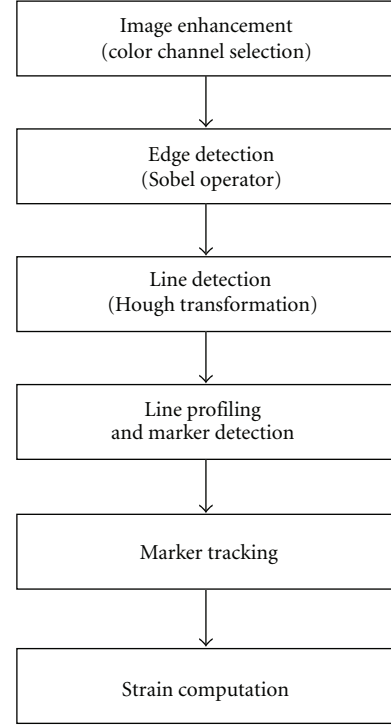 Image enhancement
(color channel selection)
Edge detection
(Sobel operator)
Line detection
(Hough transformation)
Line profiling
and marker detection
Marker tracking
Strain computation